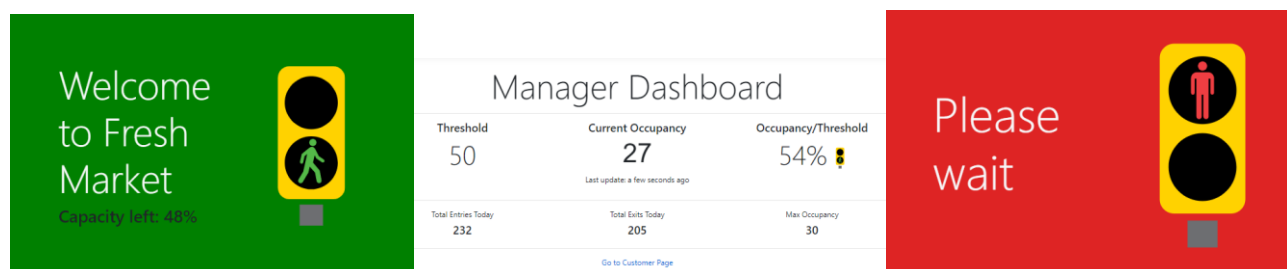 Welcome
to Fresh
Market
Capacity left: 48%
Manager Dashboard
Threshold
50
Current Occupancy
27
Last update: a few seconds ago
Occupancy/Threshold
54%
Total Entries Today
232
Total Exits Today
205
Max Occupancy
30
Go to Customer Page
Please
wait